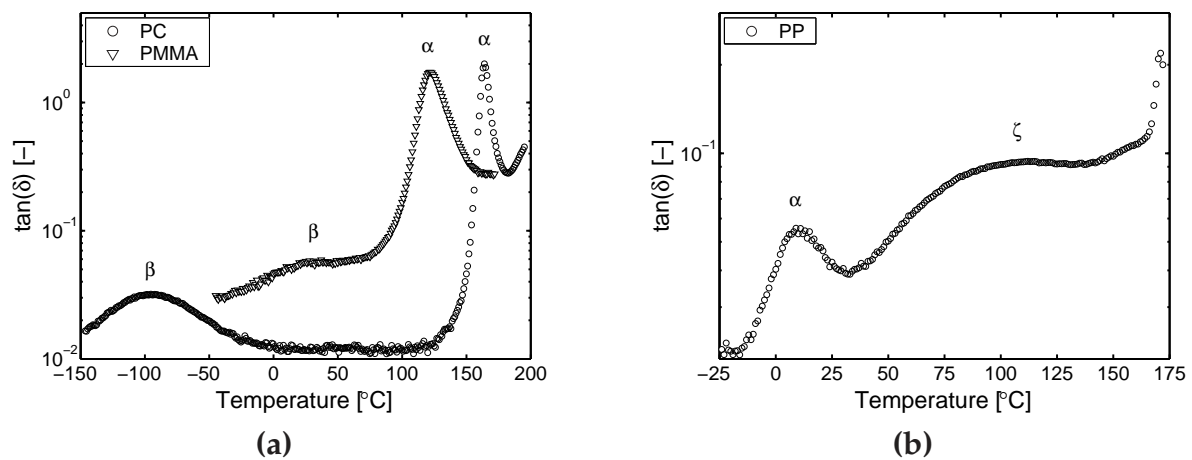 PC
PMMA
α
α
β
β
10^0
10^−1
10^−2
tan(δ) [−]
−150 −100 −50 0 50 100 150 200
Temperature [°C]
(a)
PP
ζ
α
10^−1
tan(δ) [−]
−25 0 25 50 75 100 125 150 175
Temperature [°C]
(b)